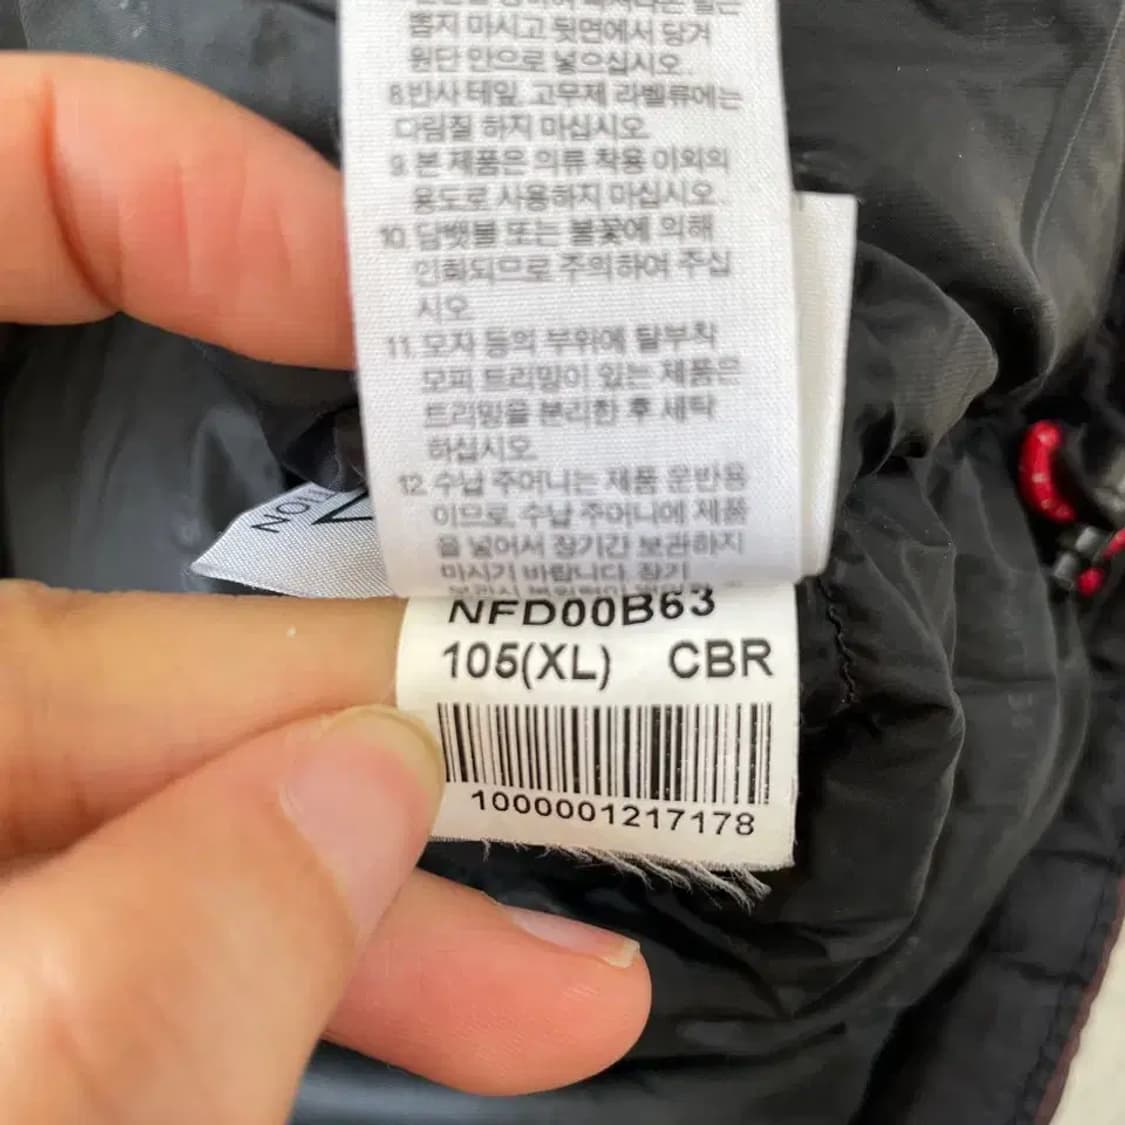 뽑지 마시고 뒷면에서 당겨
원단 안으로 넣으십시오.
8.반사 테잎, 고무제 라벨류에는
다림질 하지 마십시오
9. 본 제품은 의류 착용 이외의
용도로 사용하지 마십시오.
10. 담뱃불 또는 불꽃에 의해
인화되므로 주의하여 주십
시오
11. 모자 등의 부위에 탈부착
모피 트리밍이 있는 제품은
트리밍을 분리한 후 세탁
하십시오.
12. 수납 주머니는 제품 운반용
이므로, 수납 주머니에 제품
을 넣어서 장기간 보관하지
마시기 바랍니다. 장기
NFD00B63
105(XL) CBR
1000001217178